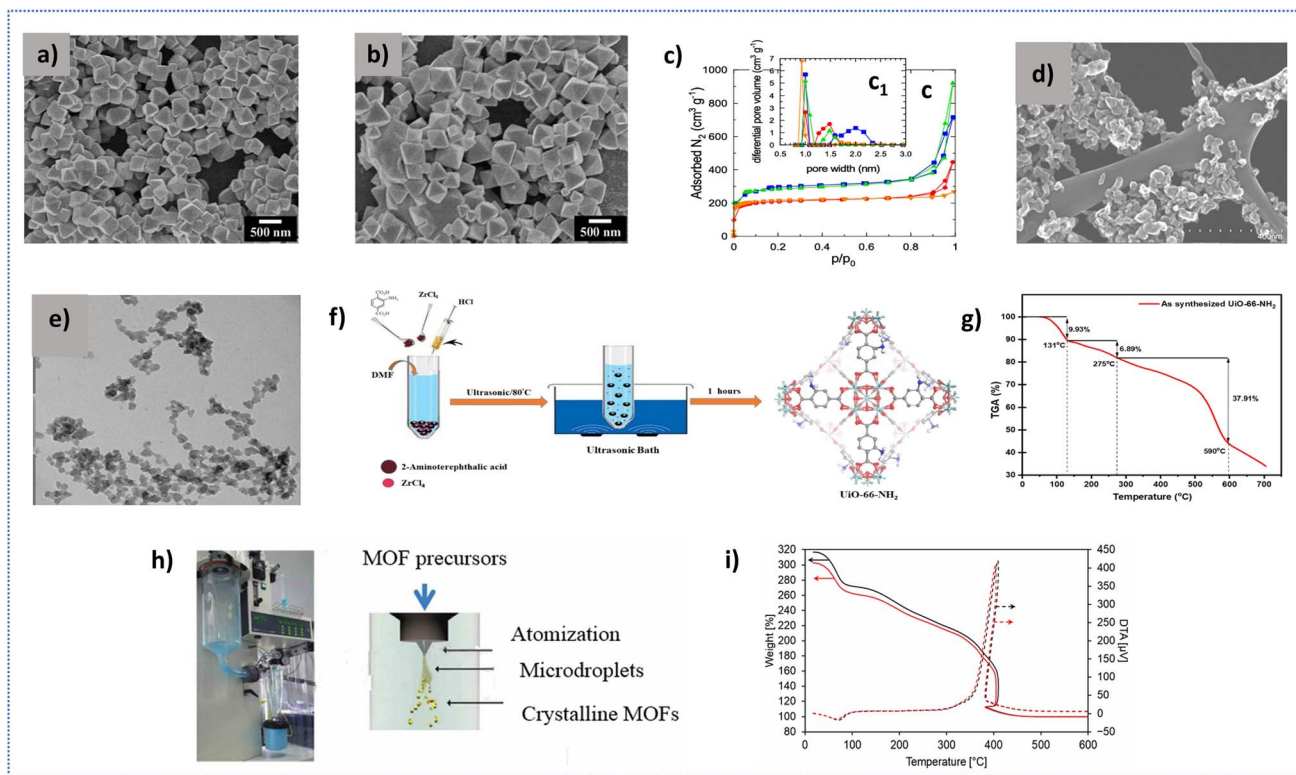 a)
500 nm
b)
500 nm
c)
c
c₁
diferential pore volume (cm³ g⁻¹)
7
6
5
4
3
2
1
0
1.0 1.5 2.0 2.5 3.0
pore width (nm)
Adsorbed N₂ (cm³ g⁻¹)
1000
800
600
400
200
0
0 0.2 0.4 0.6 0.8 1
p/p₀
d)
400nm
e)
f)
CO₂H
NH₂
CO₂H
ZrCl₄
HCl
DMF
Ultrasonic/80°C
1 hours
Ultrasonic Bath
2-Aminoterephthalic acid
ZrCl₄
UiO-66-NH₂
g)
As synthesized UiO-66-NH₂
9.93%
131°C
6.89%
275°C
37.91%
590°C
TGA (%)
100
90
80
70
60
50
40
30
0 100 200 300 400 500 600 700
Temperature (°C)
h)
MOF precursors
Atomization
Microdroplets
Crystalline MOFs
i)
Weight [%]
320
300
280
260
240
220
200
180
160
140
120
100
80
0 100 200 300 400 500 600
Temperature [°C]
DTA [µV]
450
400
350
300
250
200
150
100
50
0
−50